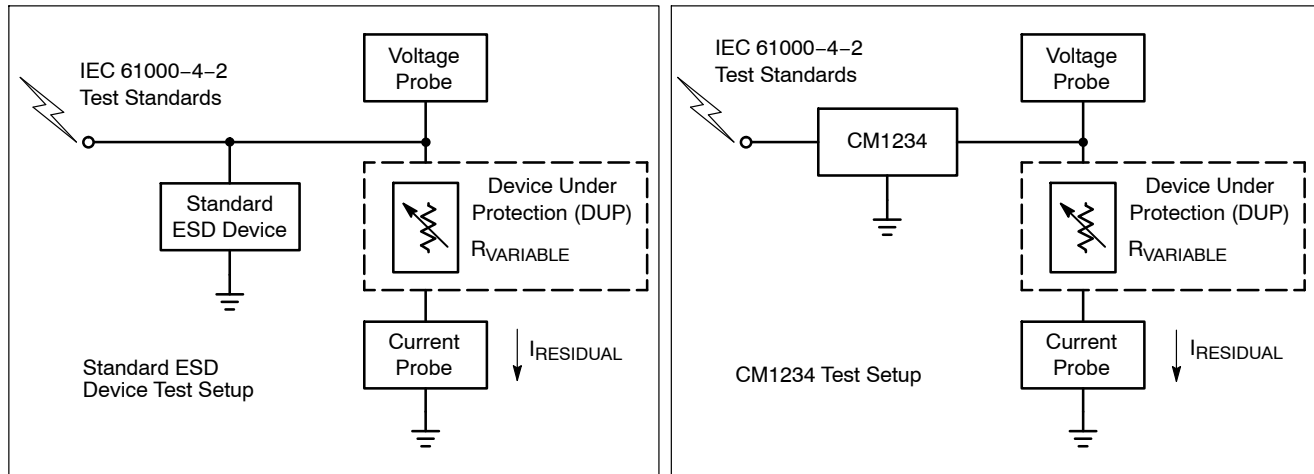 IEC 61000−4−2
Test Standards
Voltage
Probe
Standard
ESD Device
Device Under
Protection (DUP)
RVARIABLE
Current
Probe
IRESIDUAL
Standard ESD
Device Test Setup
IEC 61000−4−2
Test Standards
Voltage
Probe
CM1234
Device Under
Protection (DUP)
RVARIABLE
Current
Probe
IRESIDUAL
CM1234 Test Setup